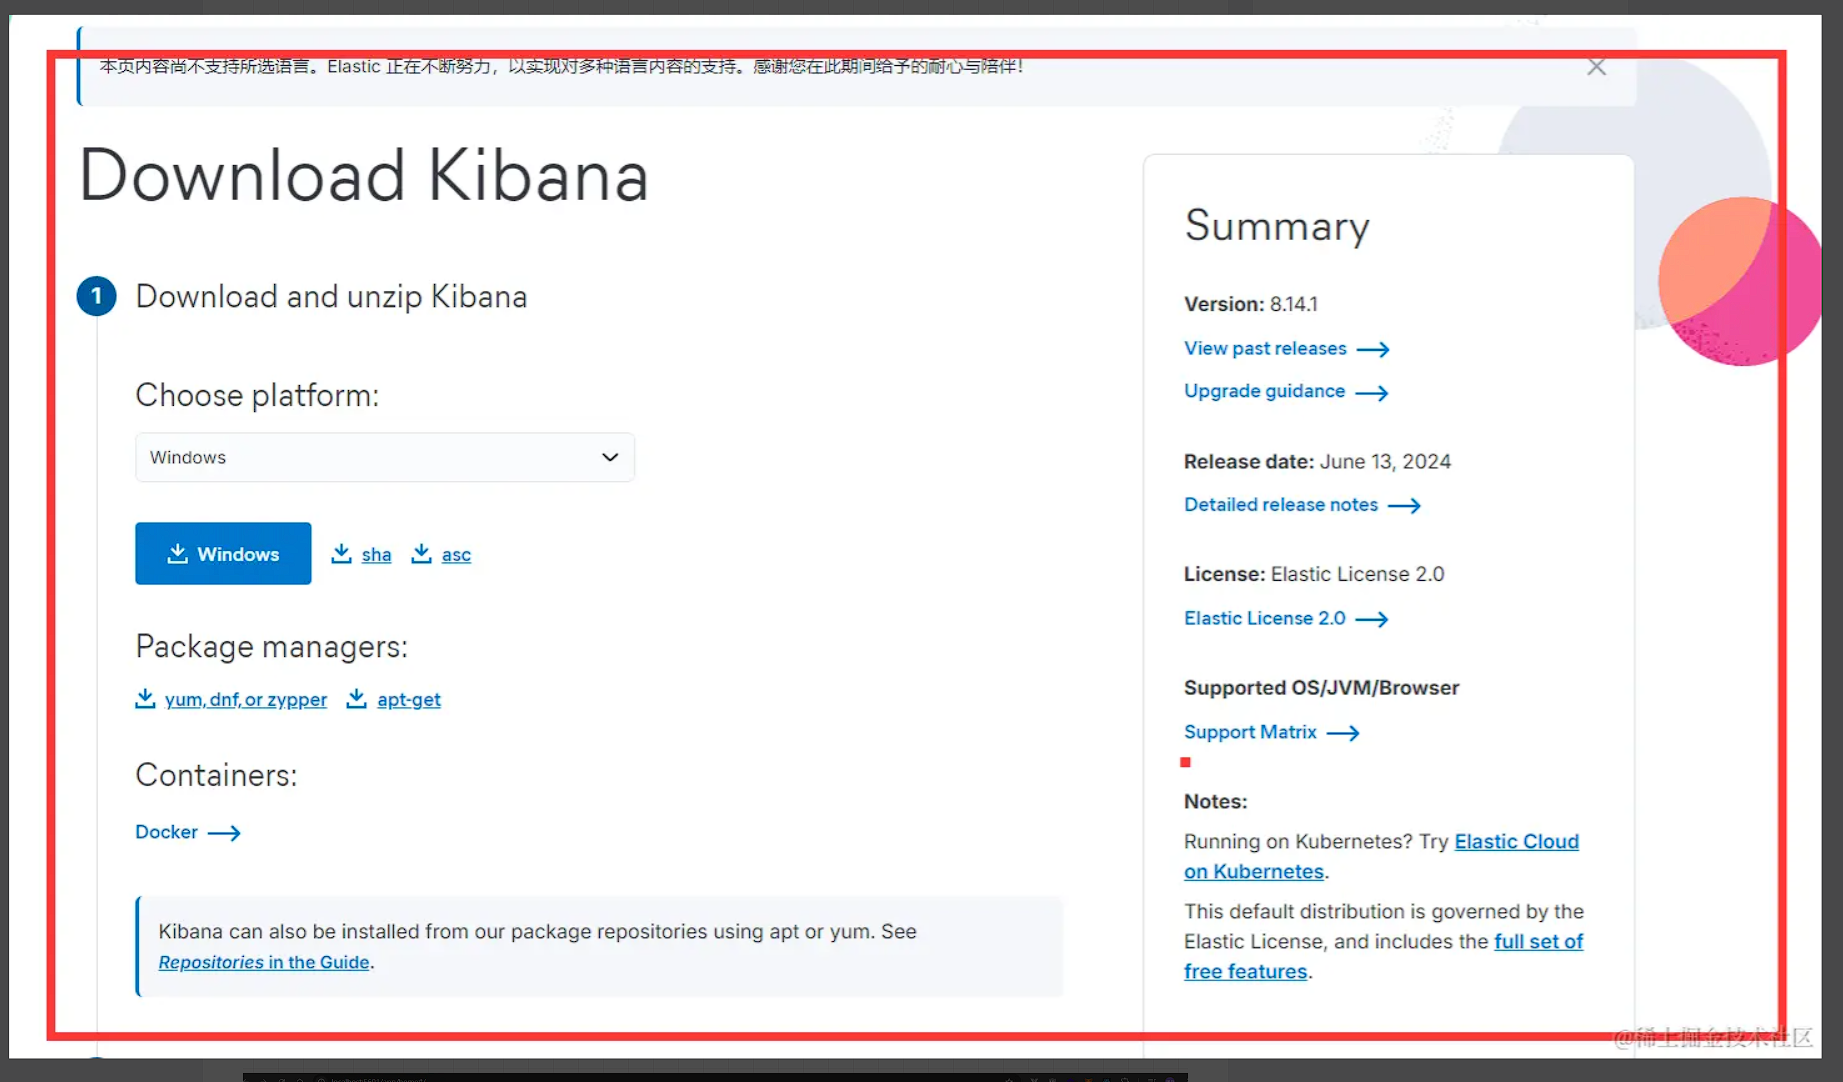 本页内容尚不支持所选语言。Elastic 正在不断努力，以实现对多种语言内容的支持。感谢您在此期间给予的耐心与陪伴！
Download Kibana
1 Download and unzip Kibana
Choose platform:
Windows
Windows sha asc
Package managers:
yum, dnf, or zypper apt-get
Containers:
Docker
Kibana can also be installed from our package repositories using apt or yum. See
Repositories in the Guide.
Summary
Version: 8.14.1
View past releases
Upgrade guidance
Release date: June 13, 2024
Detailed release notes
License: Elastic License 2.0
Elastic License 2.0
Supported OS/JVM/Browser
Support Matrix
Notes:
Running on Kubernetes? Try Elastic Cloud
on Kubernetes.
This default distribution is governed by the
Elastic License, and includes the full set of
free features.
@稀土掘金技术社区